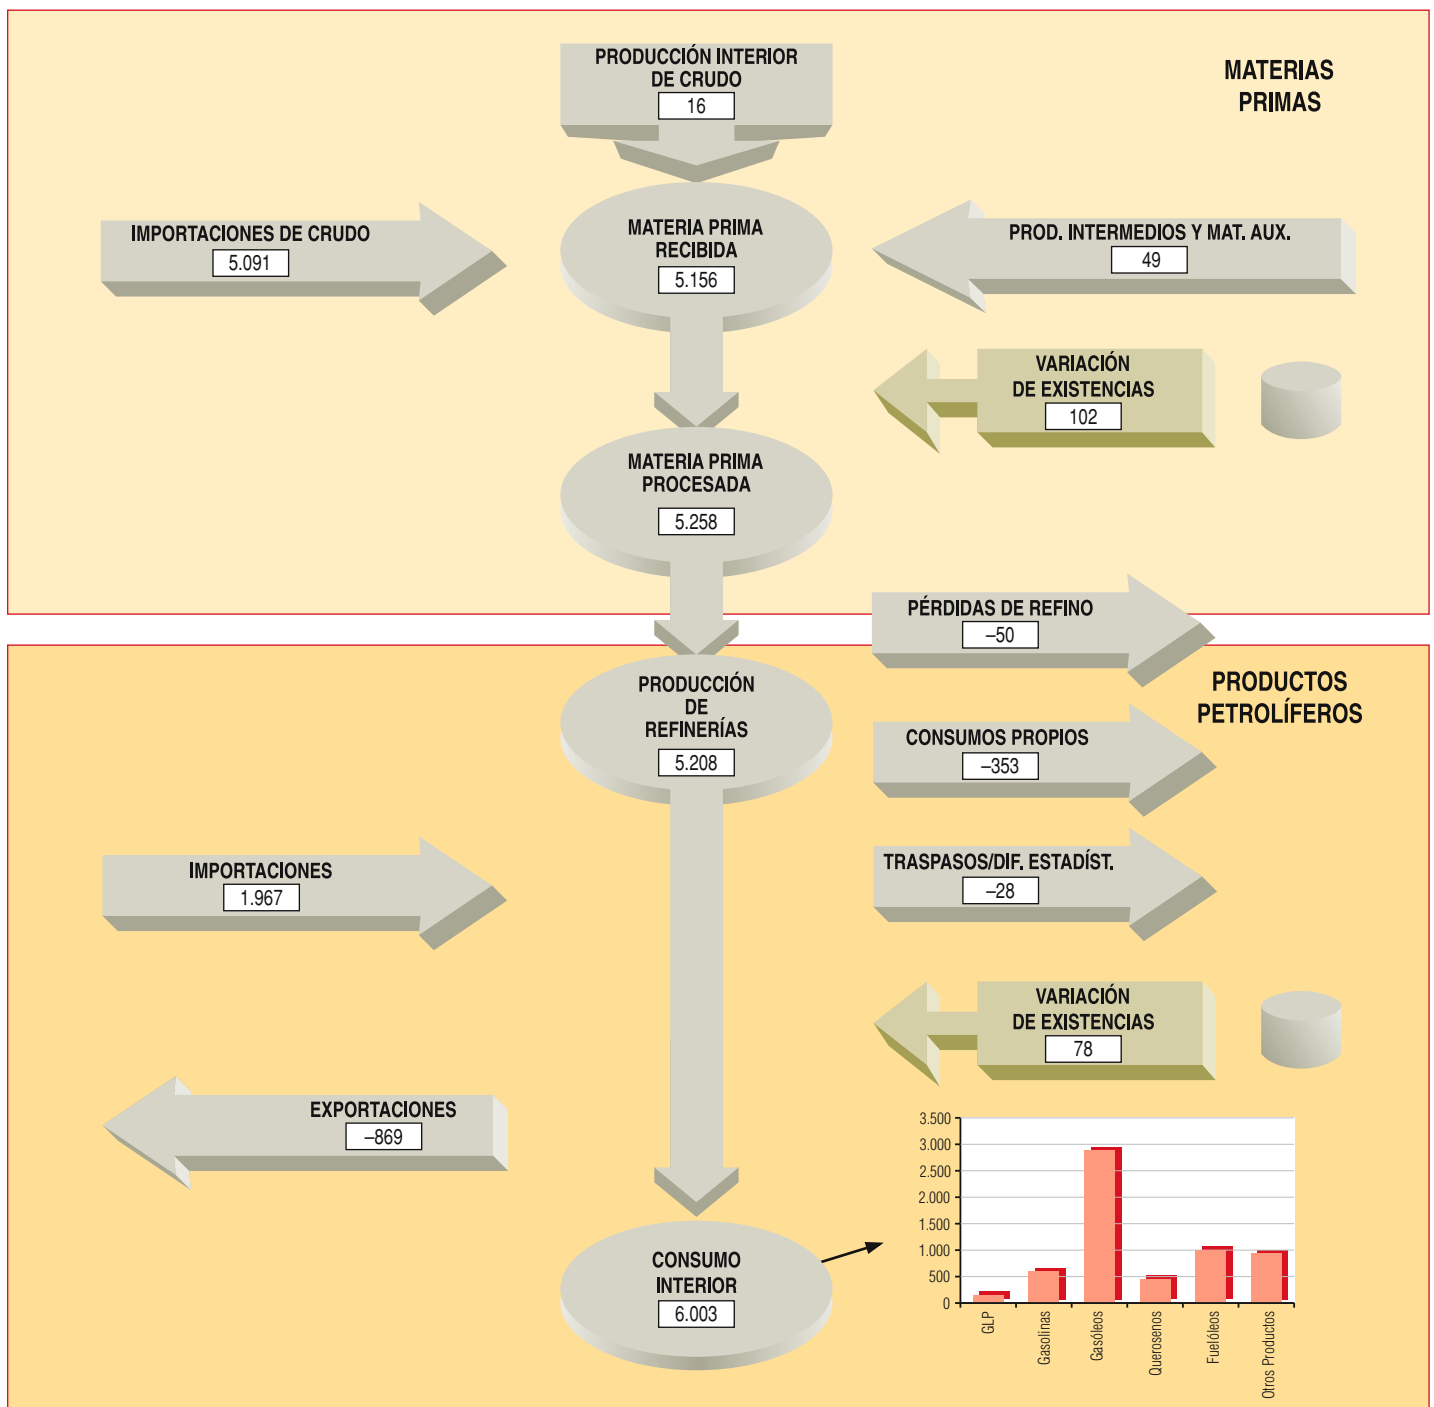 PRODUCCIÓN INTERIOR
DE CRUDO
16
MATERIAS
PRIMAS
IMPORTACIONES DE CRUDO
5.091
MATERIA PRIMA
RECIBIDA
5.156
PROD. INTERMEDIOS Y MAT. AUX.
49
VARIACIÓN
DE EXISTENCIAS
102
MATERIA PRIMA
PROCESADA
5.258
PÉRDIDAS DE REFINO
–50
PRODUCTOS
PETROLÍFEROS
PRODUCCIÓN
DE
REFINERÍAS
5.208
CONSUMOS PROPIOS
–353
IMPORTACIONES
1.967
TRASPASOS/DIF. ESTADÍST.
–28
VARIACIÓN
DE EXISTENCIAS
78
EXPORTACIONES
–869
CONSUMO
INTERIOR
6.003
3.500
3.000
2.500
2.000
1.500
1.000
500
0
GLP
Gasolinas
Gasóleos
Querosenos
Fuelóleos
Otros Productos